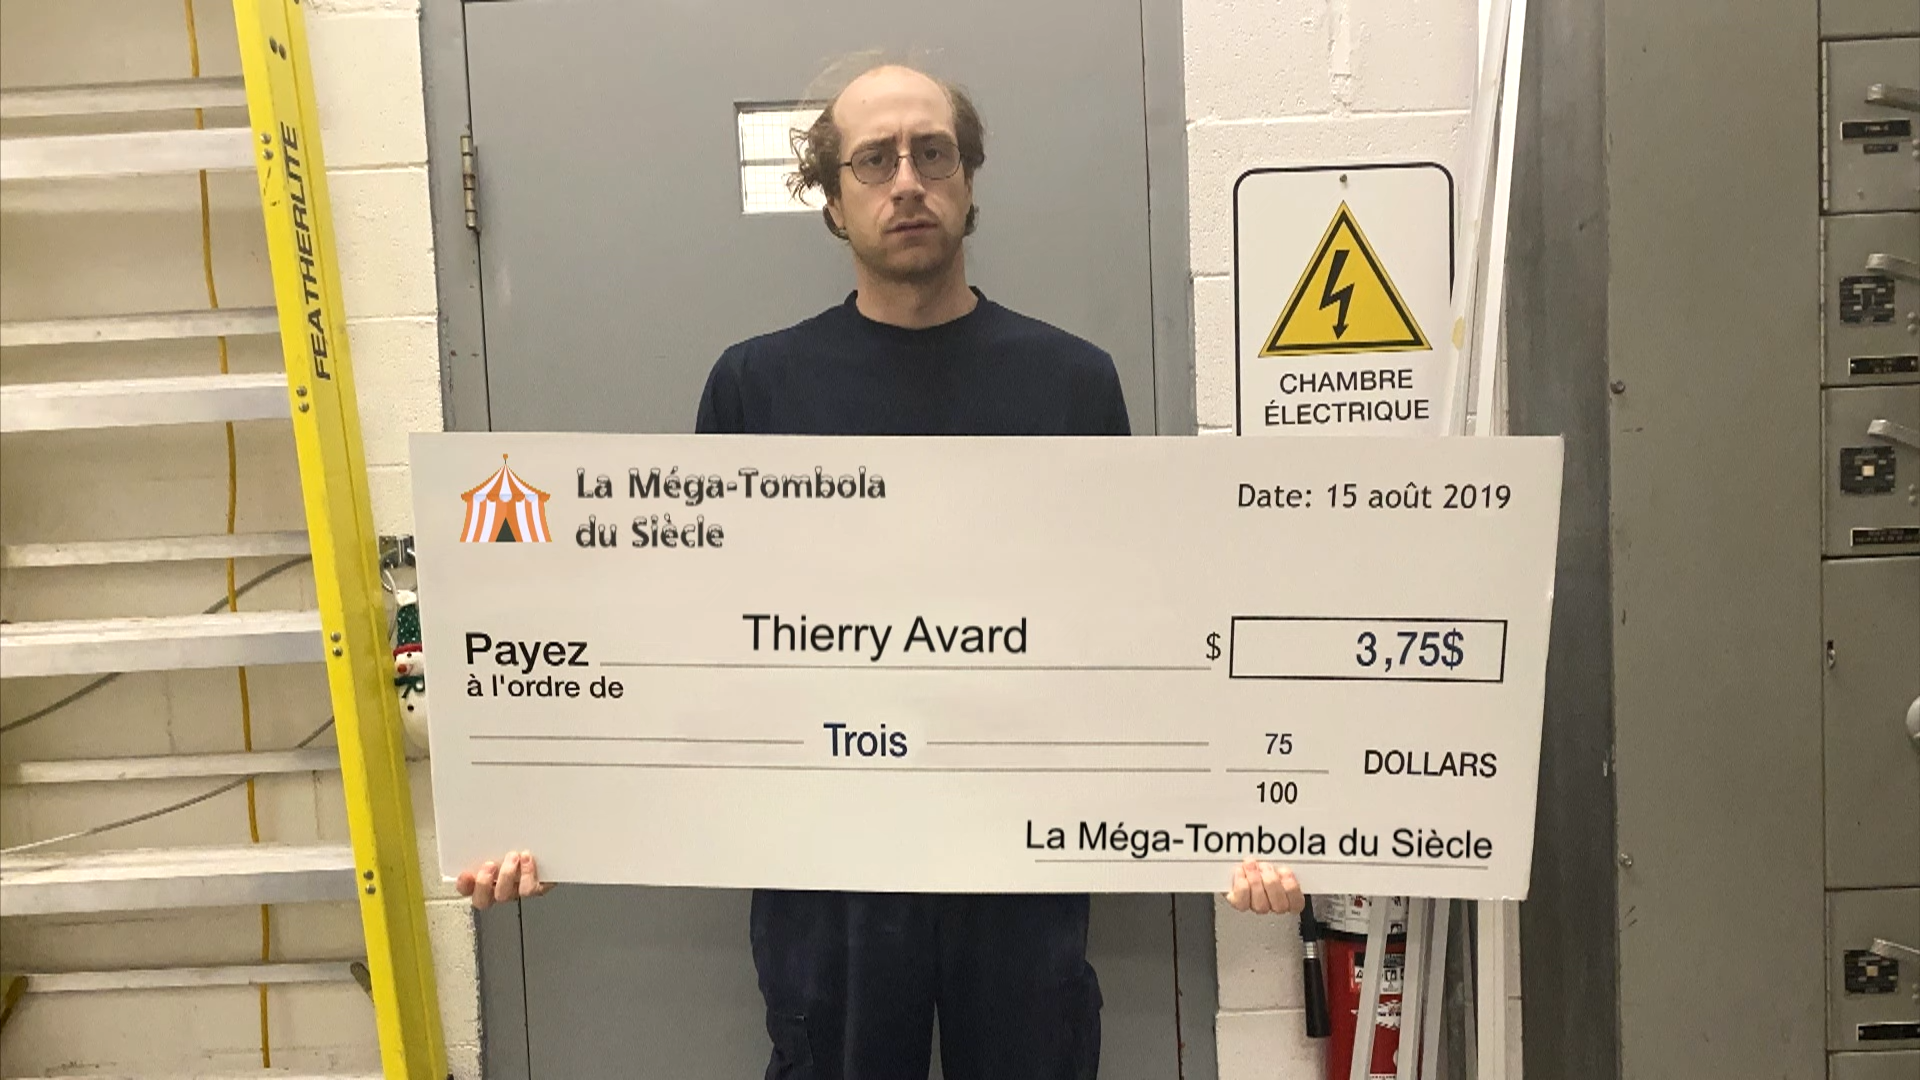 FEATHERLITE
CHAMBRE
ÉLECTRIQUE
La Méga-Tombola
du Siècle
Date: 15 août 2019
Payez
à l'ordre de
Thierry Avard
$ 3,75$
Trois
75
100
DOLLARS
La Méga-Tombola du Siècle